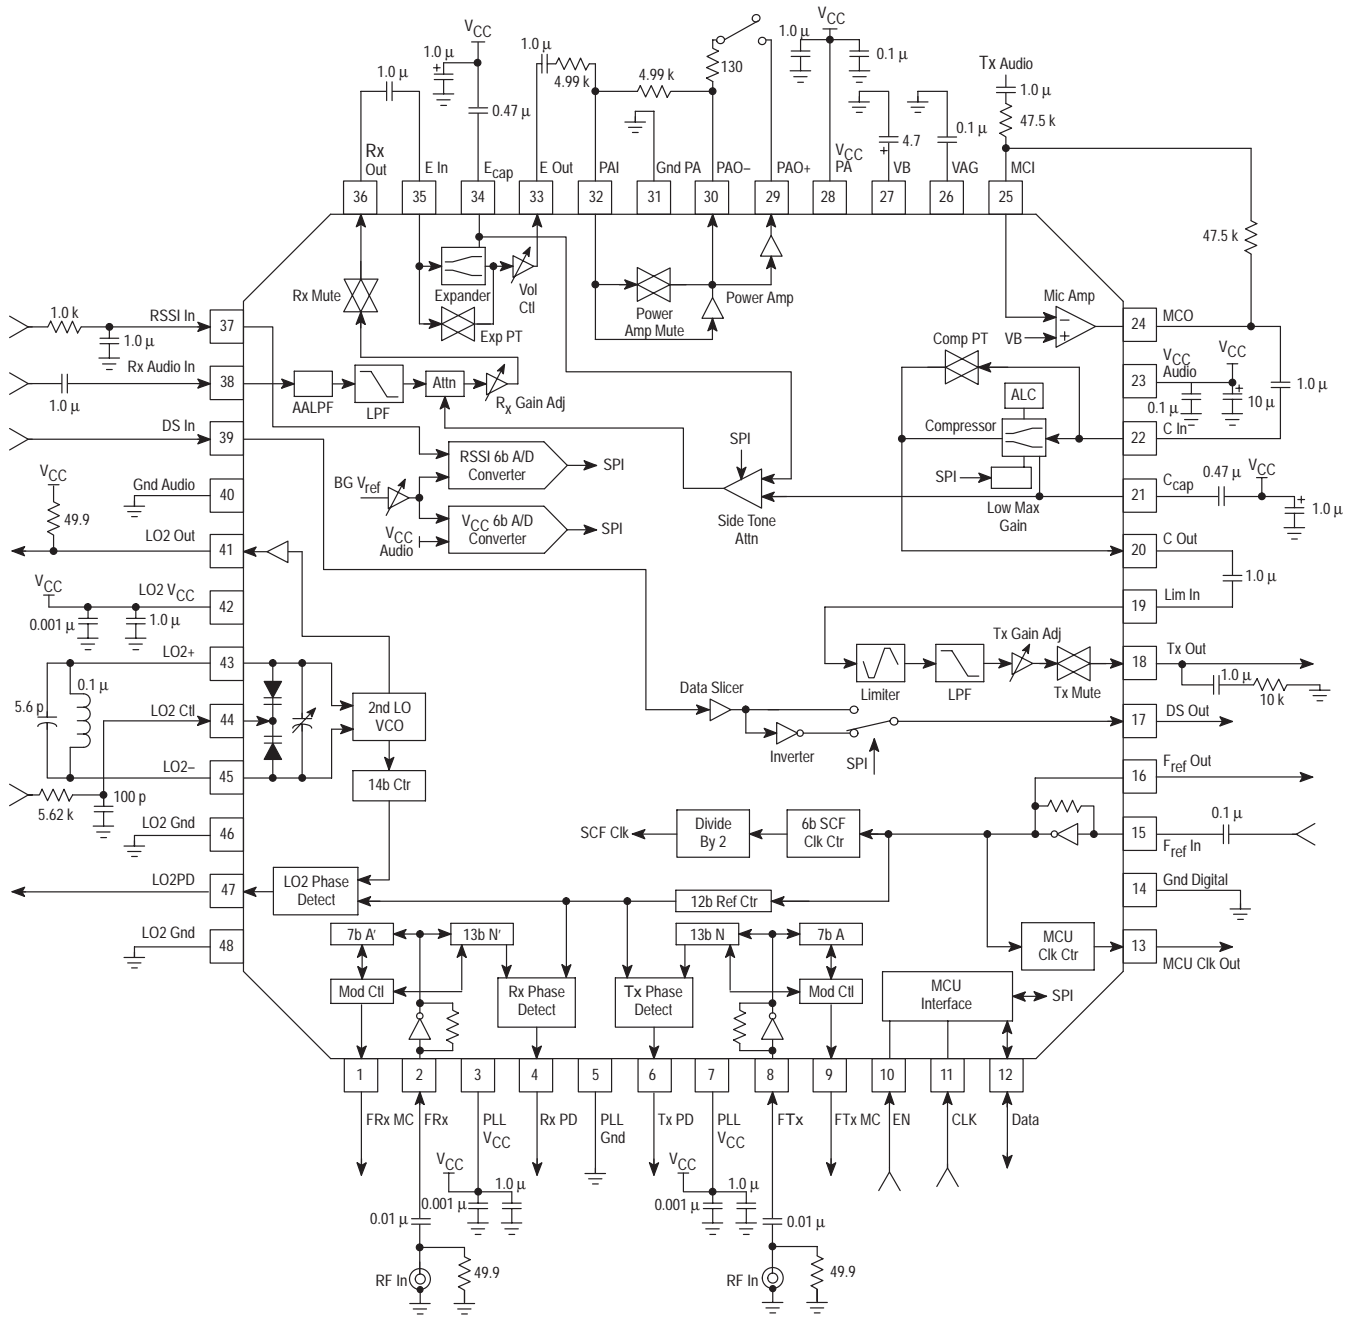 VCC
1.0 µ
VCC
1.0 µ
0.1 µ
1.0 µ
130
Tx Audio
1.0 µ
1.0 µ
4.99 k
4.99 k
47.5 k
0.47 µ
4.7
0.1 µ
Rx Out
E In
Ecap
E Out
PAI
Gnd PA
PAO–
PAO+
VCC PA
VB
VAG
MCI
36
35
34
33
32
31
30
29
28
27
26
25
47.5 k
Rx Mute
Expander
Vol Ctl
Exp PT
Power Amp Mute
Power Amp
Mic Amp
VB
1.0 k
RSSI In
37
1.0 µ
24
MCO
Rx Audio In
38
1.0 µ
AALPF
LPF
Attn
Rx Gain Adj
Comp PT
ALC
Compressor
23
VCC Audio
VCC
0.1 µ
10 µ
1.0 µ
DS In
39
22
C In
SPI
RSSI 6b A/D Converter
SPI
BG Vref
SPI
Low Max Gain
Side Tone Attn
21
Ccap
0.47 µ
VCC
1.0 µ
Gnd Audio
40
VCC
49.9
VCC 6b A/D Converter
SPI
VCC Audio
LO2 Out
41
20
C Out
1.0 µ
VCC
LO2 VCC
42
0.001 µ
1.0 µ
19
Lim In
LO2+
43
5.6 p
0.1 µ
Limiter
LPF
Tx Gain Adj
Tx Mute
18
Tx Out
1.0 µ
10 k
LO2 Ctl
44
2nd LO VCO
Data Slicer
Inverter
SPI
17
DS Out
LO2–
45
14b Ctr
16
Fref Out
5.62 k
100 p
LO2 Gnd
46
SCF Clk
Divide By 2
6b SCF Clk Ctr
15
Fref In
0.1 µ
LO2PD
47
LO2 Phase Detect
12b Ref Ctr
14
Gnd Digital
LO2 Gnd
48
7b A′
13b N′
13b N
7b A
MCU Clk Ctr
13
MCU Clk Out
Mod Ctl
Rx Phase Detect
Tx Phase Detect
Mod Ctl
MCU Interface
SPI
1
2
3
4
5
6
7
8
9
10
11
12
FRx MC
FRx
PLL VCC
Rx PD
PLL Gnd
Tx PD
PLL VCC
FTx
FTx MC
EN
CLK
Data
VCC
0.001 µ
1.0 µ
VCC
0.001 µ
1.0 µ
0.01 µ
0.01 µ
RF In
49.9
RF In
49.9